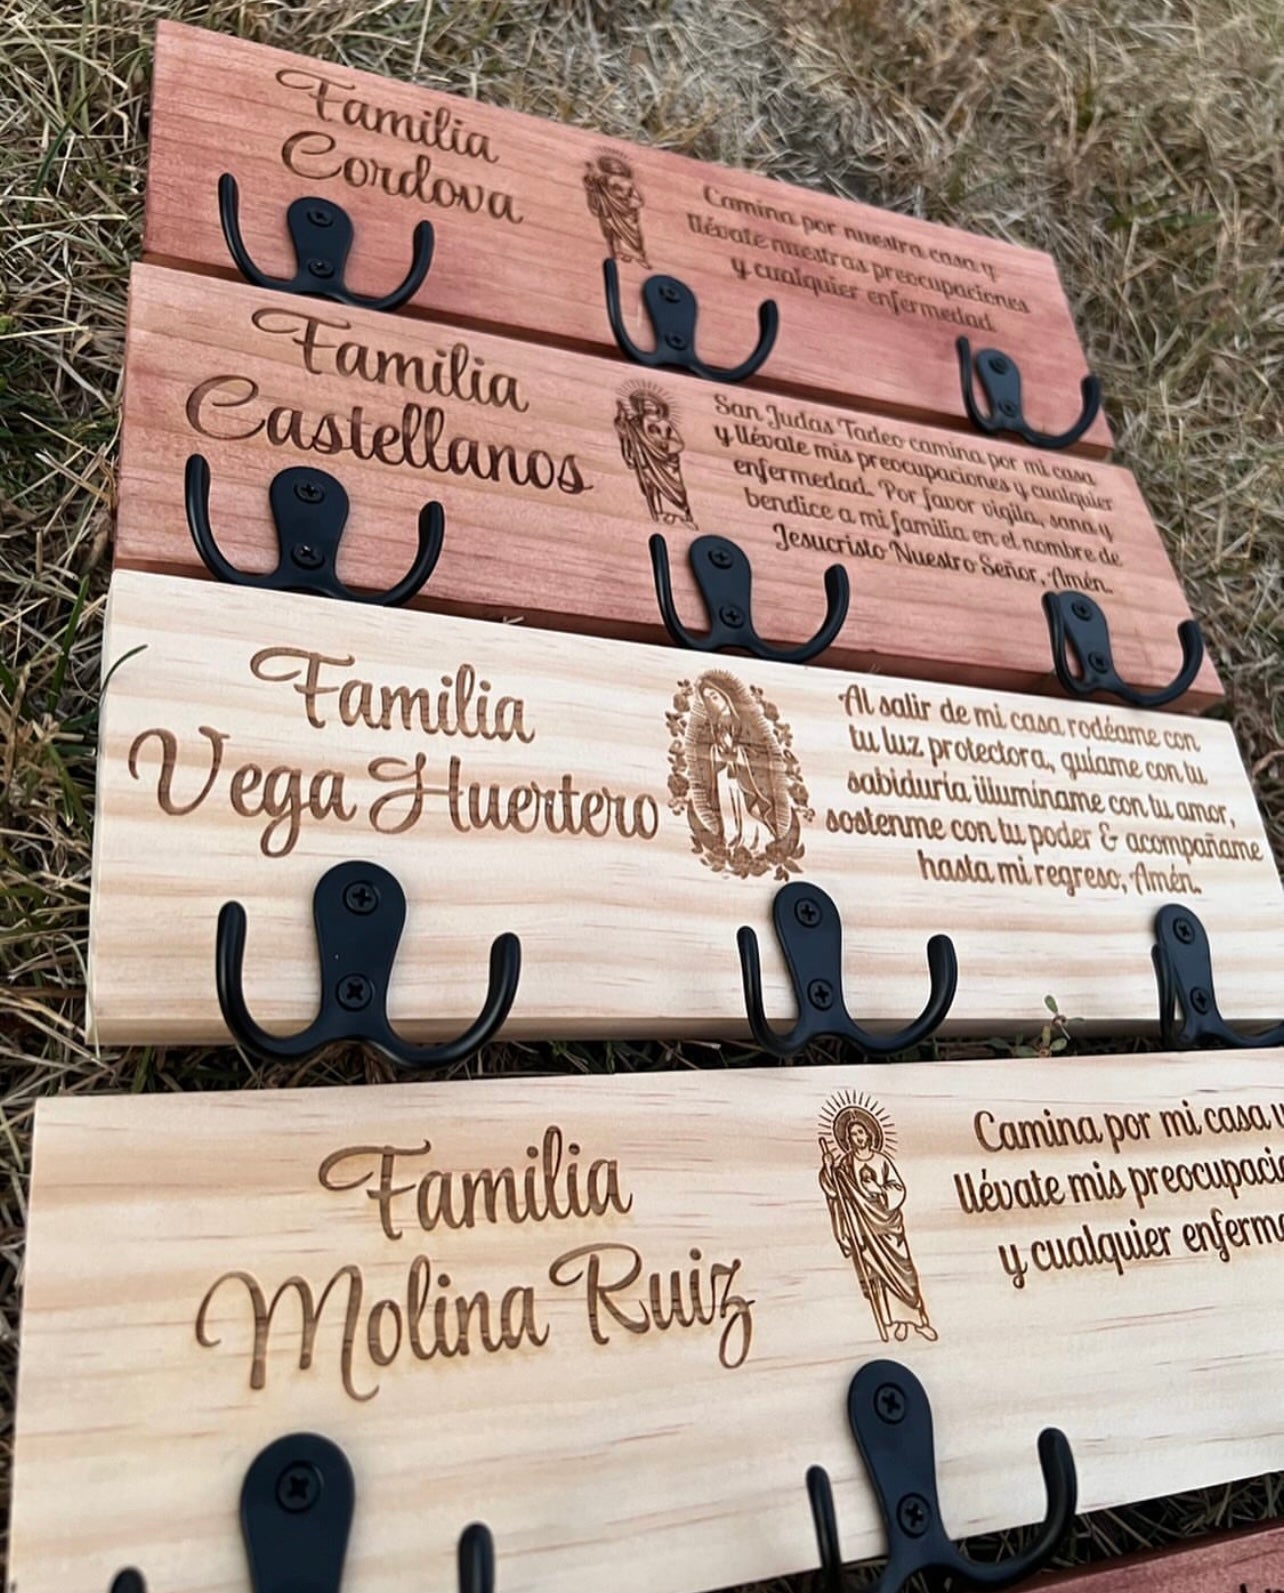 Familia
Cordova
Camina por nuestra casa y
llévate nuestras preocupaciones
y cualquier enfermedad.
Familia
Castellanos
San Judas Tadeo camina por mi casa
y llévate mis preocupaciones y cualquier
enfermedad. Por favor vigila, sana y
bendice a mi familia en el nombre de
Jesucristo Nuestro Señor, Amén.
Familia
Vega Huertero
Al salir de mi casa rodéame con
tu luz protectora, guíame con tu
sabiduría illumíname con tu amor,
sostenme con tu poder & acompañame
hasta mi regreso, Amén.
Familia
Molina Ruiz
Camina por mi casa y
llévate mis preocupacio
y cualquier enferme